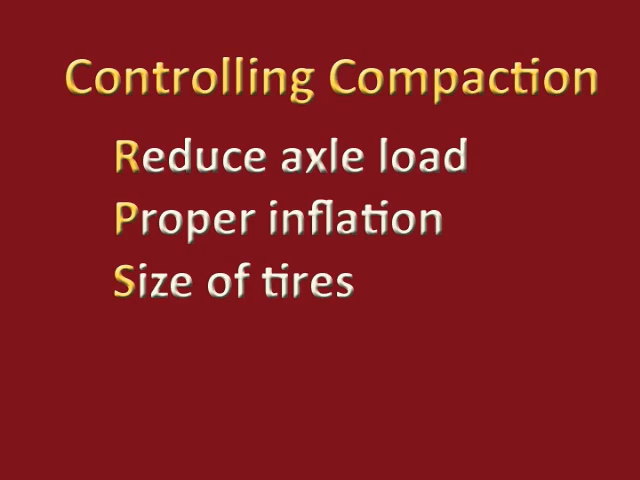 Controlling Compaction
Reduce axle load
Proper inflation
Size of tires